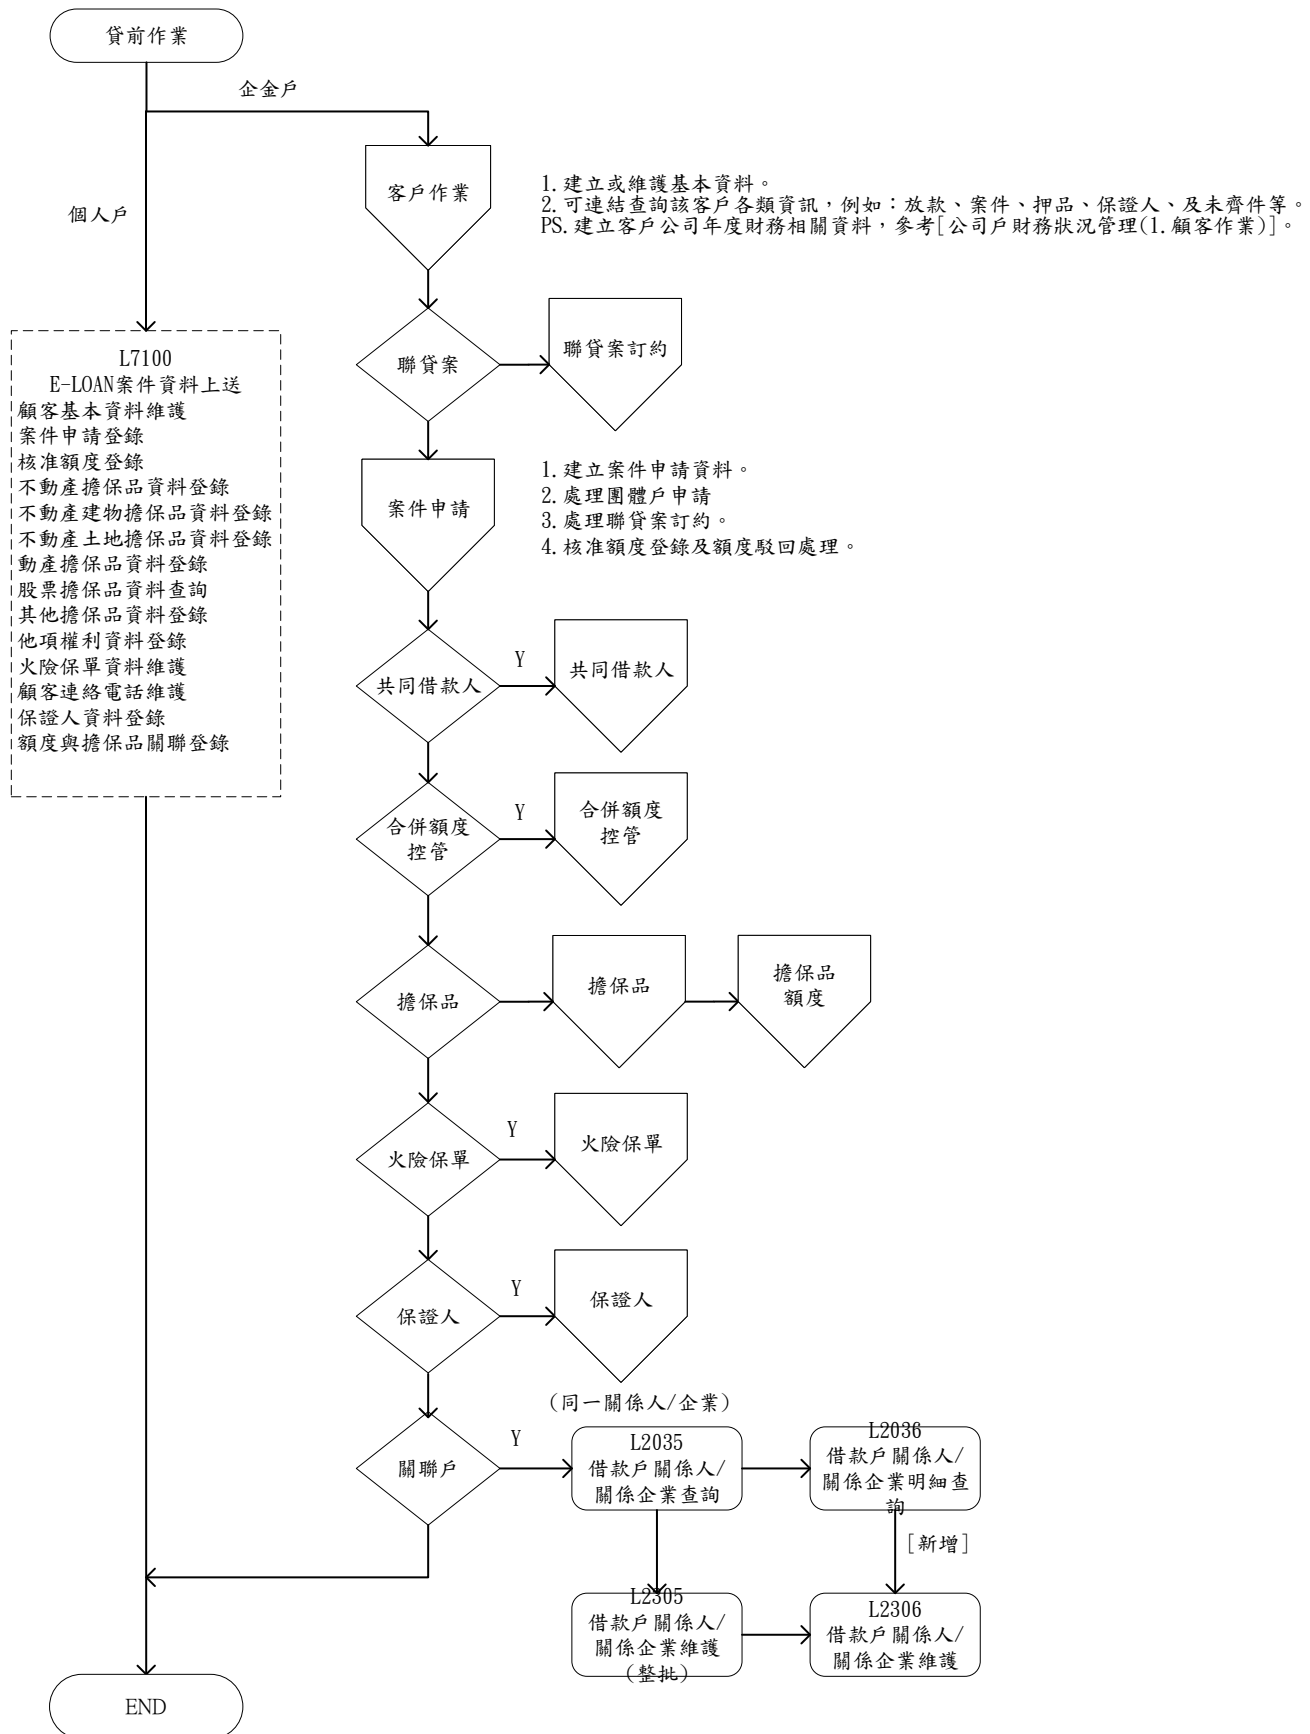 貸前作業
企金戶
個人戶
客戶作業
1.建立或維護基本資料。
2.可連結查詢該客戶各類資訊，例如：放款、案件、押品、保證人、及未齊件等。
PS.建立客戶公司年度財務相關資料，參考[公司戶財務狀況管理(1.顧客作業)]。
聯貸案
聯貸案訂約
L7100
E-LOAN案件資料上送
顧客基本資料維護
案件申請登錄
核准額度登錄
不動產擔保品資料登錄
不動產建物擔保品資料登錄
不動產土地擔保品資料登錄
動產擔保品資料登錄
股票擔保品資料查詢
其他擔保品資料登錄
他項權利資料登錄
火險保單資料維護
顧客連絡電話維護
保證人資料登錄
額度與擔保品關聯登錄
案件申請
1.建立案件申請資料。
2.處理團體戶申請
3.處理聯貸案訂約。
4.核准額度登錄及額度駁回處理。
共同借款人
Y
共同借款人
合併額度
控管
Y
合併額度
控管
擔保品
擔保品
擔保品
額度
火險保單
Y
火險保單
保證人
Y
保證人
(同一關係人/企業)
關聯戶
Y
L2035
借款戶關係人/
關係企業查詢
L2036
借款戶關係人/
關係企業明細查
詢
[新增]
L2305
借款戶關係人/
關係企業維護
(整批)
L2306
借款戶關係人/
關係企業維護
END